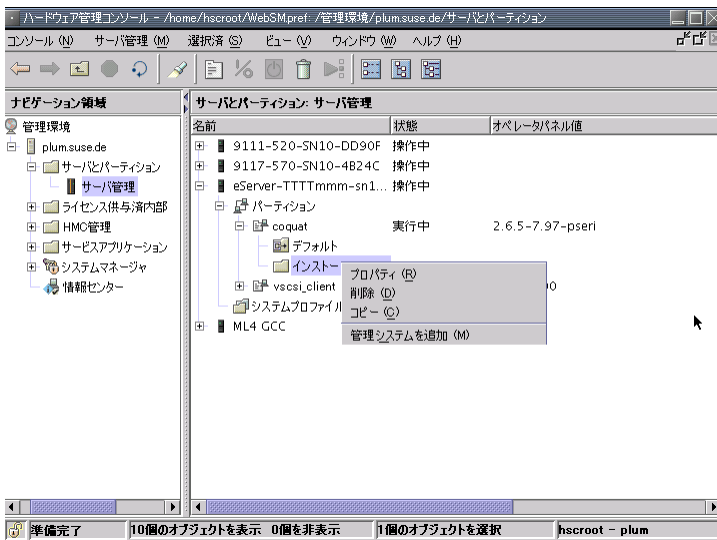 ハードウェア管理コンソール - /home/hscroot/WebSM.pref: /管理環境/plum.suse.de/サーバとパーティション
コンソール (N) サーバ管理 (M) 選択済 (S) ビュー (V) ウィンドウ (W) ヘルプ (H)
ナビゲーション領域
管理環境
plum.suse.de
サーバとパーティション
サーバ管理
ライセンス供与済内部
HMC管理
サービスアプリケーション
システムマネージャ
情報センター
サーバとパーティション: サーバ管理
名前 状態 オペレータパネル値
9111-520-SN10-DD90F 操作中
9117-570-SN10-4B24C 操作中
eServer-TTTTmmm-sn1... 操作中
パーティション
coquat 実行中 2.6.5-7.97-pseri
デフォルト
インストー
vscsi_client
システムプロファイル
ML4 GCC
プロパティ (R)
削除 (D)
コピー (C)
管理システムを追加 (M)
準備完了 10個のオブジェクトを表示 0個を非表示 1個のオブジェクトを選択 hscroot - plum